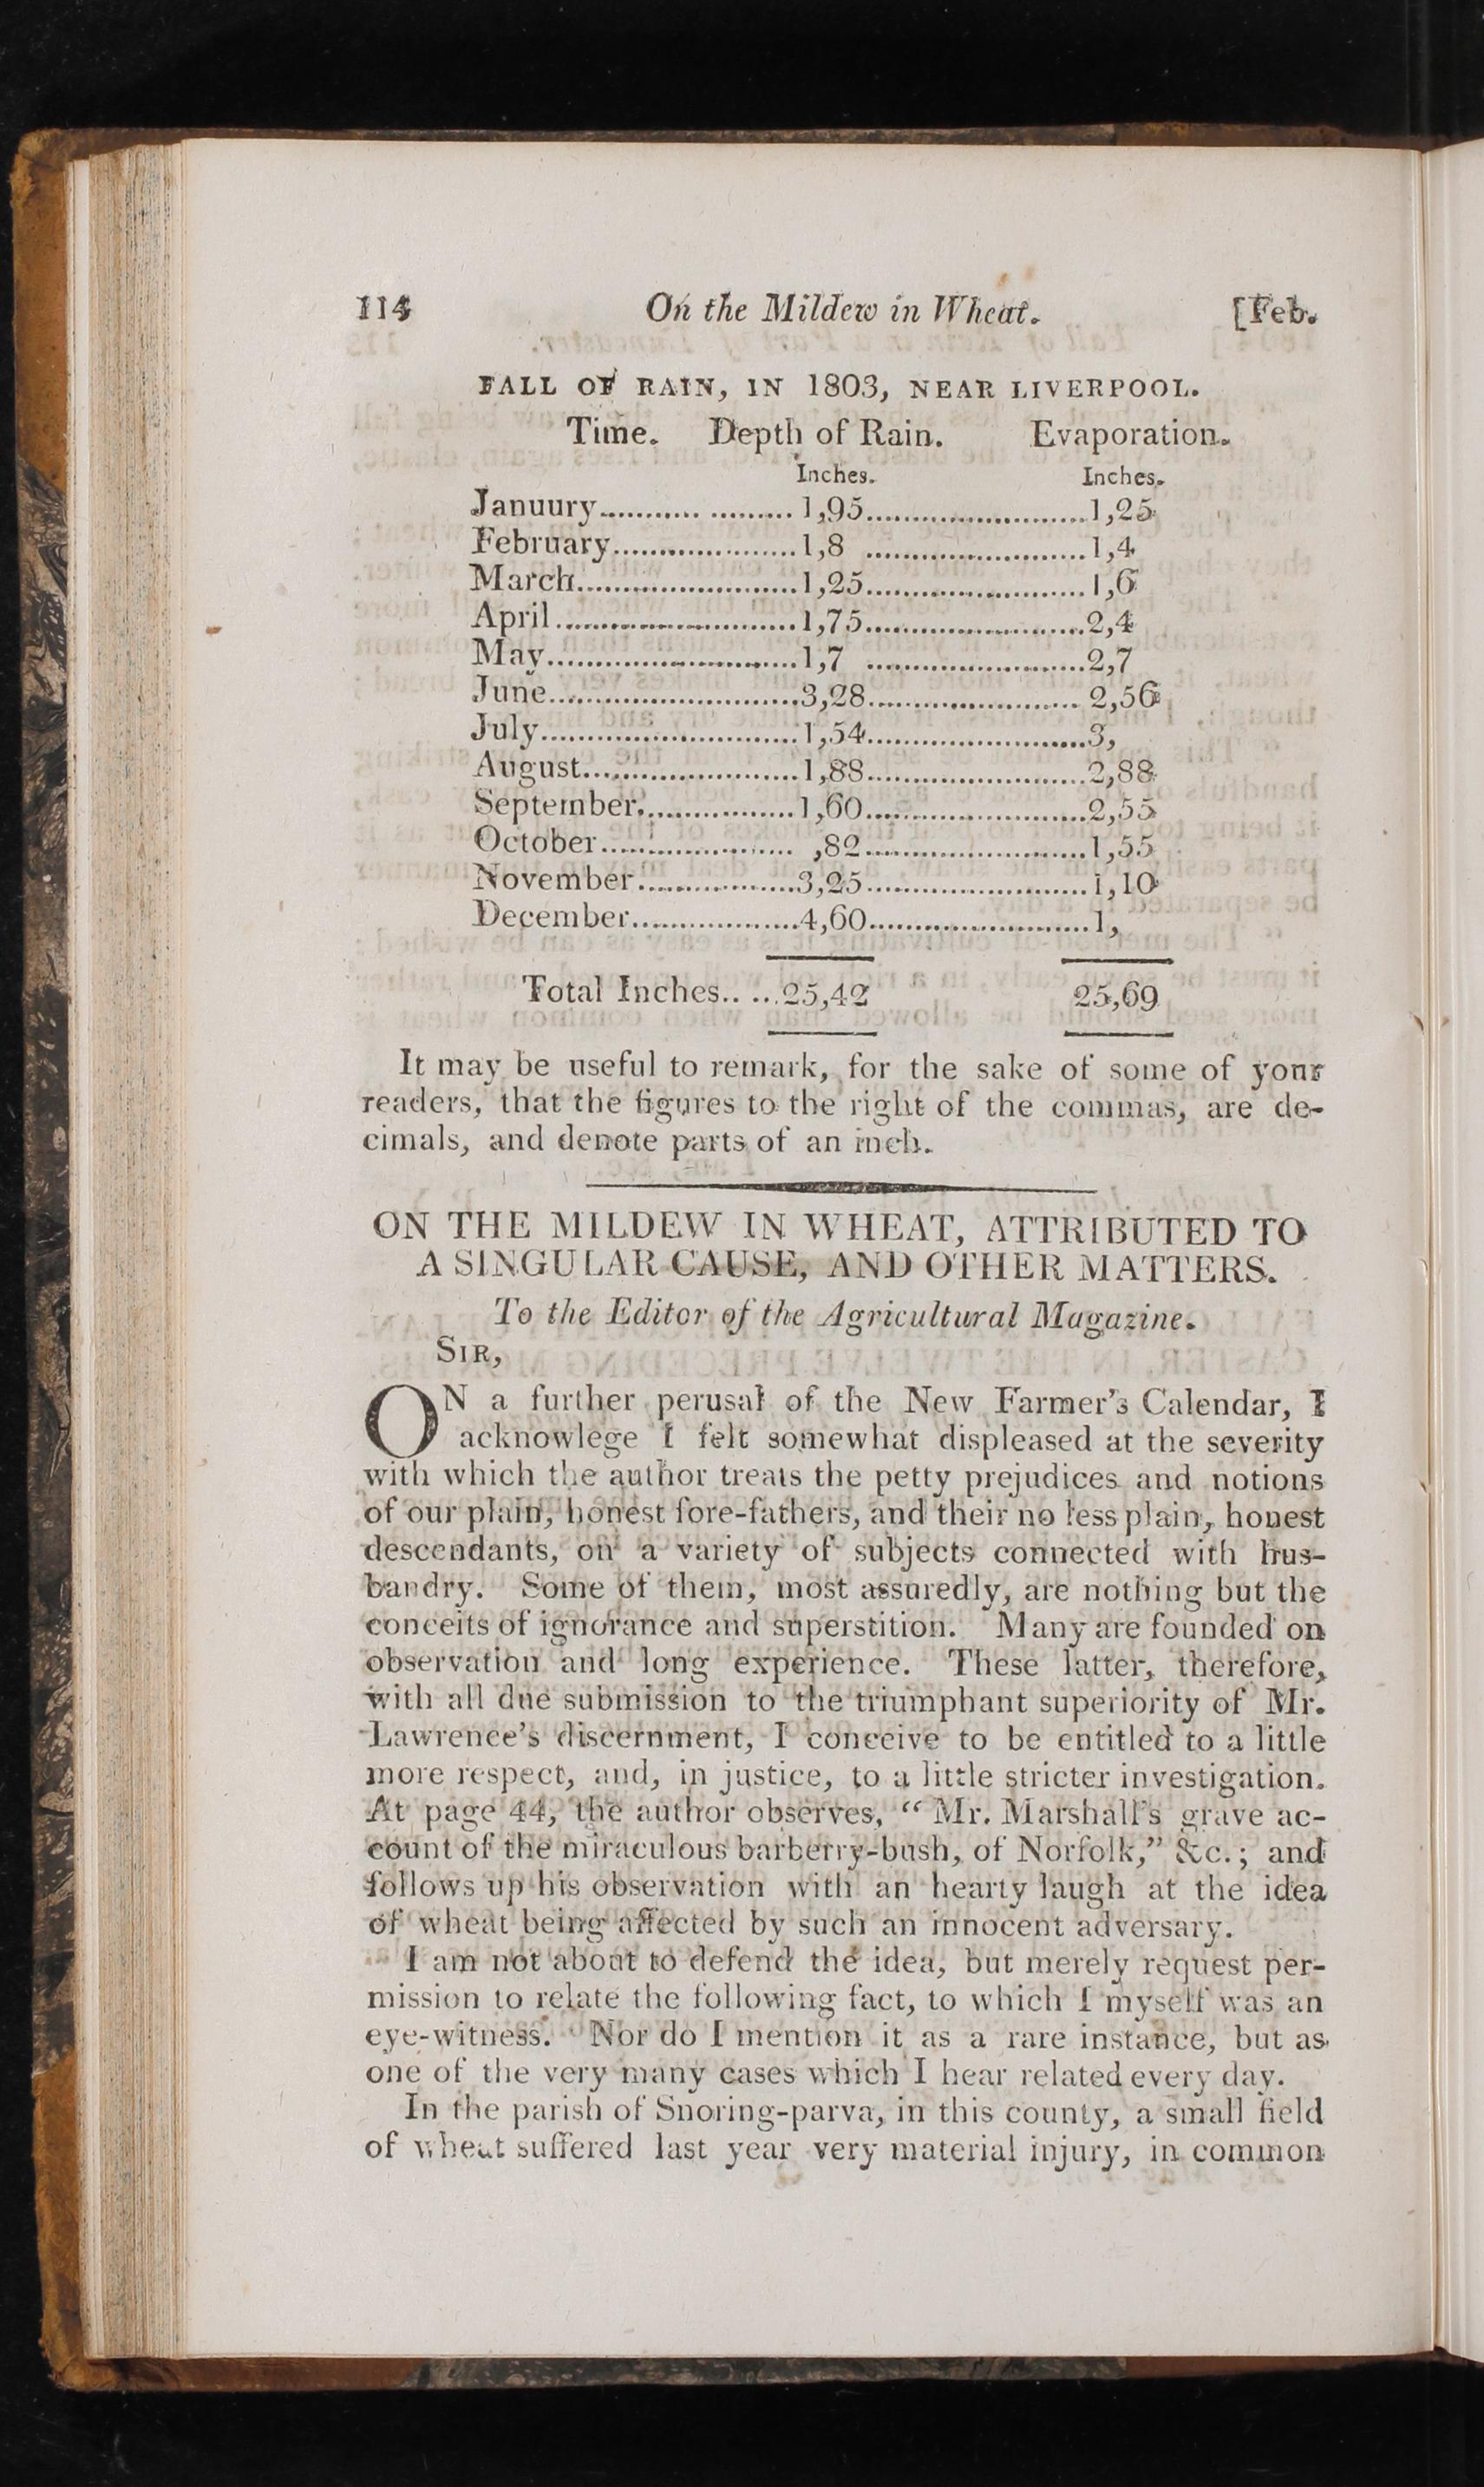 114 On the Mildew in Wheat. [Feb.
FALL OF RAIN, IN 1803, NEAR LIVERPOOL.
Time. Depth of Rain. Evaporation.
Inches. Inches.
Januury............ ......... 1,95........................1,25
February.....................1,8 ........................1,4
March.........................1,25........................1,6
April...........................1,75........................2,4
May............................1,7 ........................2,7
June............................3,28....................... 2,56
July.............................1,54........................3,
August.........................1,88........................2,88
September..................1,60........................2,55
October...................... ,82........................1,55
November..................3,25........................1,10
December...................4,60........................1,
Total Inches.. ...25,42 25,69
It may be useful to remark, for the sake of some of your
readers, that the figures to the right of the commas, are de-
cimals, and denote parts of an inch.
ON THE MILDEW IN WHEAT, ATTRIBUTED TO
A SINGULAR CAUSE, AND OTHER MATTERS.
To the Editor of the Agricultural Magazine.
SIR,
ON a further perusal of the New Farmer's Calendar, I
acknowlege I felt somewhat displeased at the severity
with which the author treats the petty prejudices and notions
of our plain, honest fore-fathers, and their no less plain, honest
descendants, on a variety of subjects connected with hus-
bandry. Some of them, most assuredly, are nothing but the
conceits of ignorance and superstition. Many are founded on
observation and long experience. These latter, therefore,
with all due submission to the triumphant superiority of Mr.
Lawrence's discernment, I conceive to be entitled to a little
more respect, and, in justice, to a little stricter investigation.
At page 44, the author observes, “ Mr. Marshall's grave ac-
count of the miraculous barberry-bush, of Norfolk,” &c.; and
follows up his observation with an hearty laugh at the idea
of wheat being affected by such an innocent adversary.
I am not about to defend the idea, but merely request per-
mission to relate the following fact, to which I myself was an
eye-witness. Nor do I mention it as a rare instance, but as
one of the very many cases which I hear related every day.
In the parish of Snoring-parva, in this county, a small field
of wheat suffered last year very material injury, in common